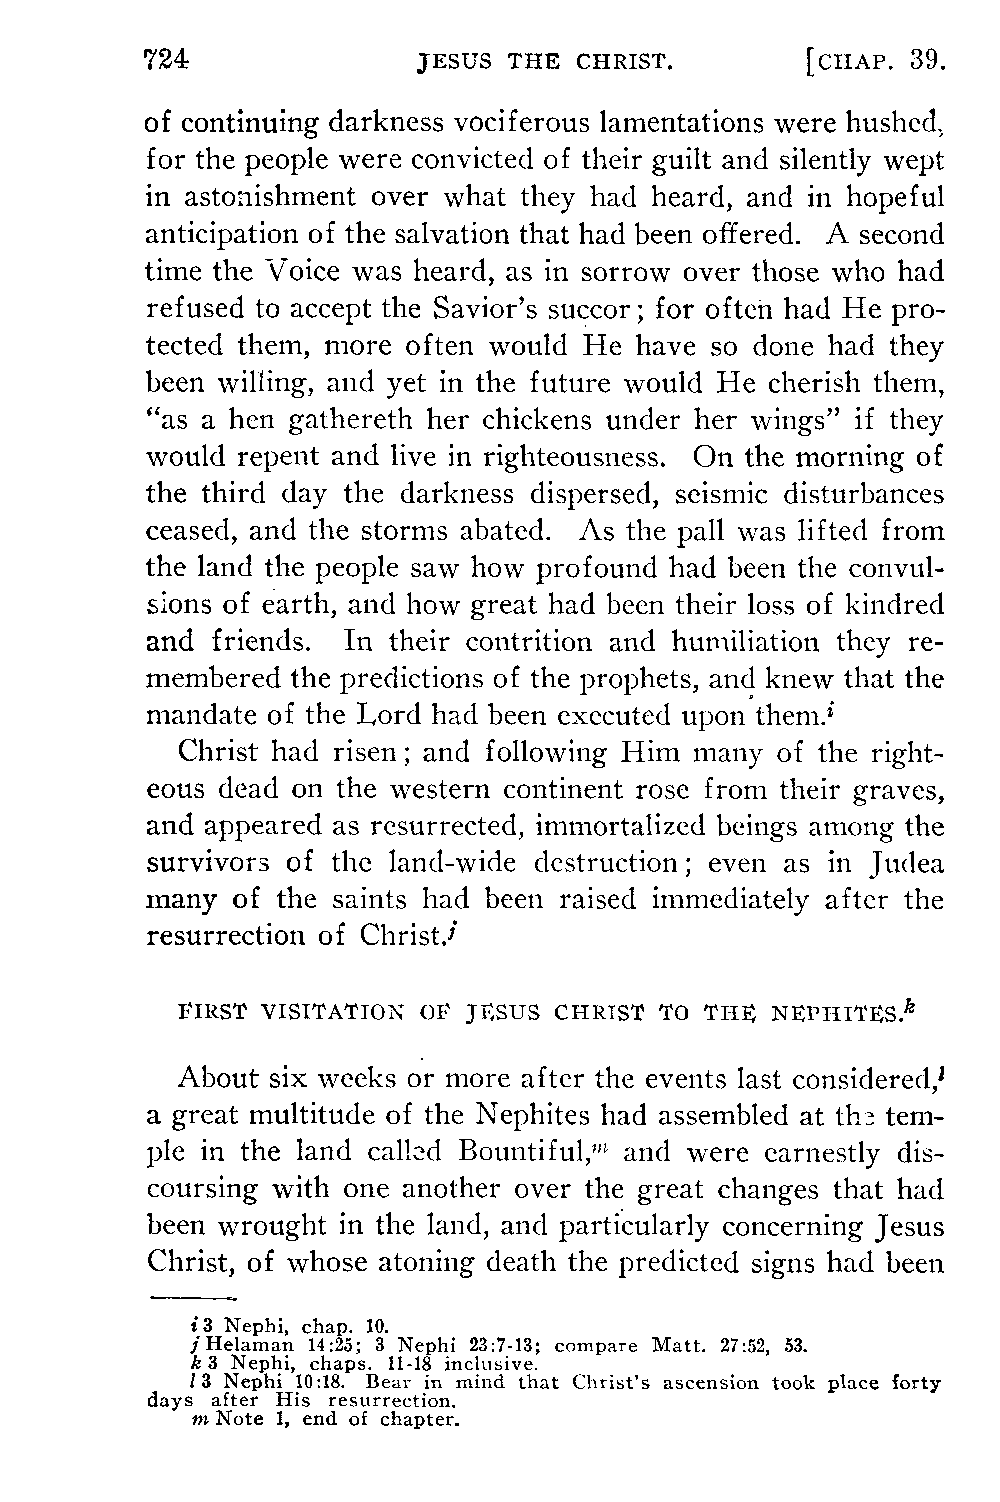 724 JESUS THE CHRIST. [CHAP. 39.
of continuing darkness vociferous lamentations were hushed,
for the people were convicted of their guilt and silently wept
in astonishment over what they had heard, and in hopeful
anticipation of the salvation that had been offered. A second
time the Voice was heard, as in sorrow over those who had
refused to accept the Savior's succor; for often had He pro-
tected them, more often would He have so done had they
been willing, and yet in the future would He cherish them,
“as a hen gathereth her chickens under her wings” if they
would repent and live in righteousness. On the morning of
the third day the darkness dispersed, seismic disturbances
ceased, and the storms abated. As the pall was lifted from
the land the people saw how profound had been the convul-
sions of earth, and how great had been their loss of kindred
and friends. In their contrition and humiliation they re-
membered the predictions of the prophets, and knew that the
mandate of the Lord had been executed upon them.i
Christ had risen; and following Him many of the right-
eous dead on the western continent rose from their graves,
and appeared as resurrected, immortalized beings among the
survivors of the land-wide destruction; even as in Judea
many of the saints had been raised immediately after the
resurrection of Christ.j
FIRST VISITATION OF JESUS CHRIST TO THE NEPHITES.k
About six weeks or more after the events last considered,l
a great multitude of the Nephites had assembled at the tem-
ple in the land called Bountiful,m and were earnestly dis-
coursing with one another over the great changes that had
been wrought in the land, and particularly concerning Jesus
Christ, of whose atoning death the predicted signs had been
i 3 Nephi, chap. 10.
j Helaman 14:25; 3 Nephi 23:7-13; compare Matt. 27:52, 53.
k 3 Nephi, chaps. 11-18 inclusive.
l 3 Nephi 10:18. Bear in mind that Christ's ascension took place forty
days after His resurrection.
m Note 1, end of chapter.